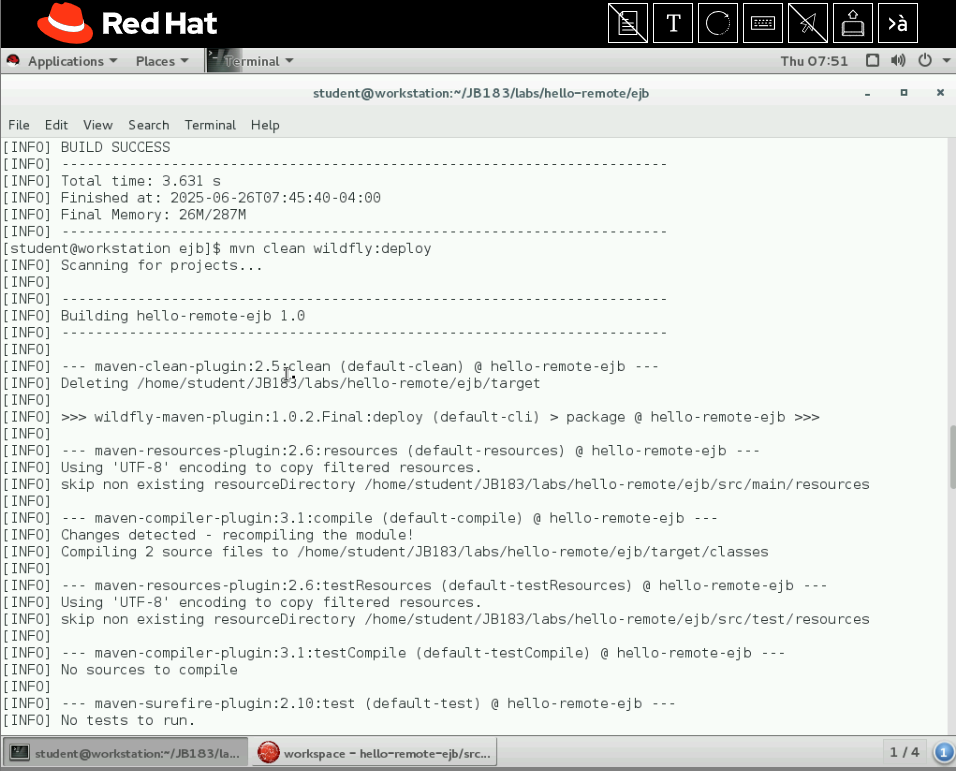 Red Hat
T
>à
Applications Places Terminal Thu 07:51
student@workstation:~/JB183/labs/hello-remote/ejb
File Edit View Search Terminal Help
[INFO] BUILD SUCCESS
[INFO] ------------------------------------------------------------------------
[INFO] Total time: 3.631 s
[INFO] Finished at: 2025-06-26T07:45:40-04:00
[INFO] Final Memory: 26M/287M
[INFO] ------------------------------------------------------------------------
[student@workstation ejb]$ mvn clean wildfly:deploy
[INFO] Scanning for projects...
[INFO]
[INFO] ------------------------------------------------------------------------
[INFO] Building hello-remote-ejb 1.0
[INFO] ------------------------------------------------------------------------
[INFO]
[INFO] --- maven-clean-plugin:2.5:clean (default-clean) @ hello-remote-ejb ---
[INFO] Deleting /home/student/JB183/labs/hello-remote/ejb/target
[INFO]
[INFO] >>> wildfly-maven-plugin:1.0.2.Final:deploy (default-cli) > package @ hello-remote-ejb >>>
[INFO]
[INFO] --- maven-resources-plugin:2.6:resources (default-resources) @ hello-remote-ejb ---
[INFO] Using 'UTF-8' encoding to copy filtered resources.
[INFO] skip non existing resourceDirectory /home/student/JB183/labs/hello-remote/ejb/src/main/resources
[INFO]
[INFO] --- maven-compiler-plugin:3.1:compile (default-compile) @ hello-remote-ejb ---
[INFO] Changes detected - recompiling the module!
[INFO] Compiling 2 source files to /home/student/JB183/labs/hello-remote/ejb/target/classes
[INFO]
[INFO] --- maven-resources-plugin:2.6:testResources (default-testResources) @ hello-remote-ejb ---
[INFO] Using 'UTF-8' encoding to copy filtered resources.
[INFO] skip non existing resourceDirectory /home/student/JB183/labs/hello-remote/ejb/src/test/resources
[INFO]
[INFO] --- maven-compiler-plugin:3.1:testCompile (default-testCompile) @ hello-remote-ejb ---
[INFO] No sources to compile
[INFO]
[INFO] --- maven-surefire-plugin:2.10:test (default-test) @ hello-remote-ejb ---
[INFO] No tests to run.
student@workstation:~/JB183/la... workspace - hello-remote-ejb/src... 1 / 4 1